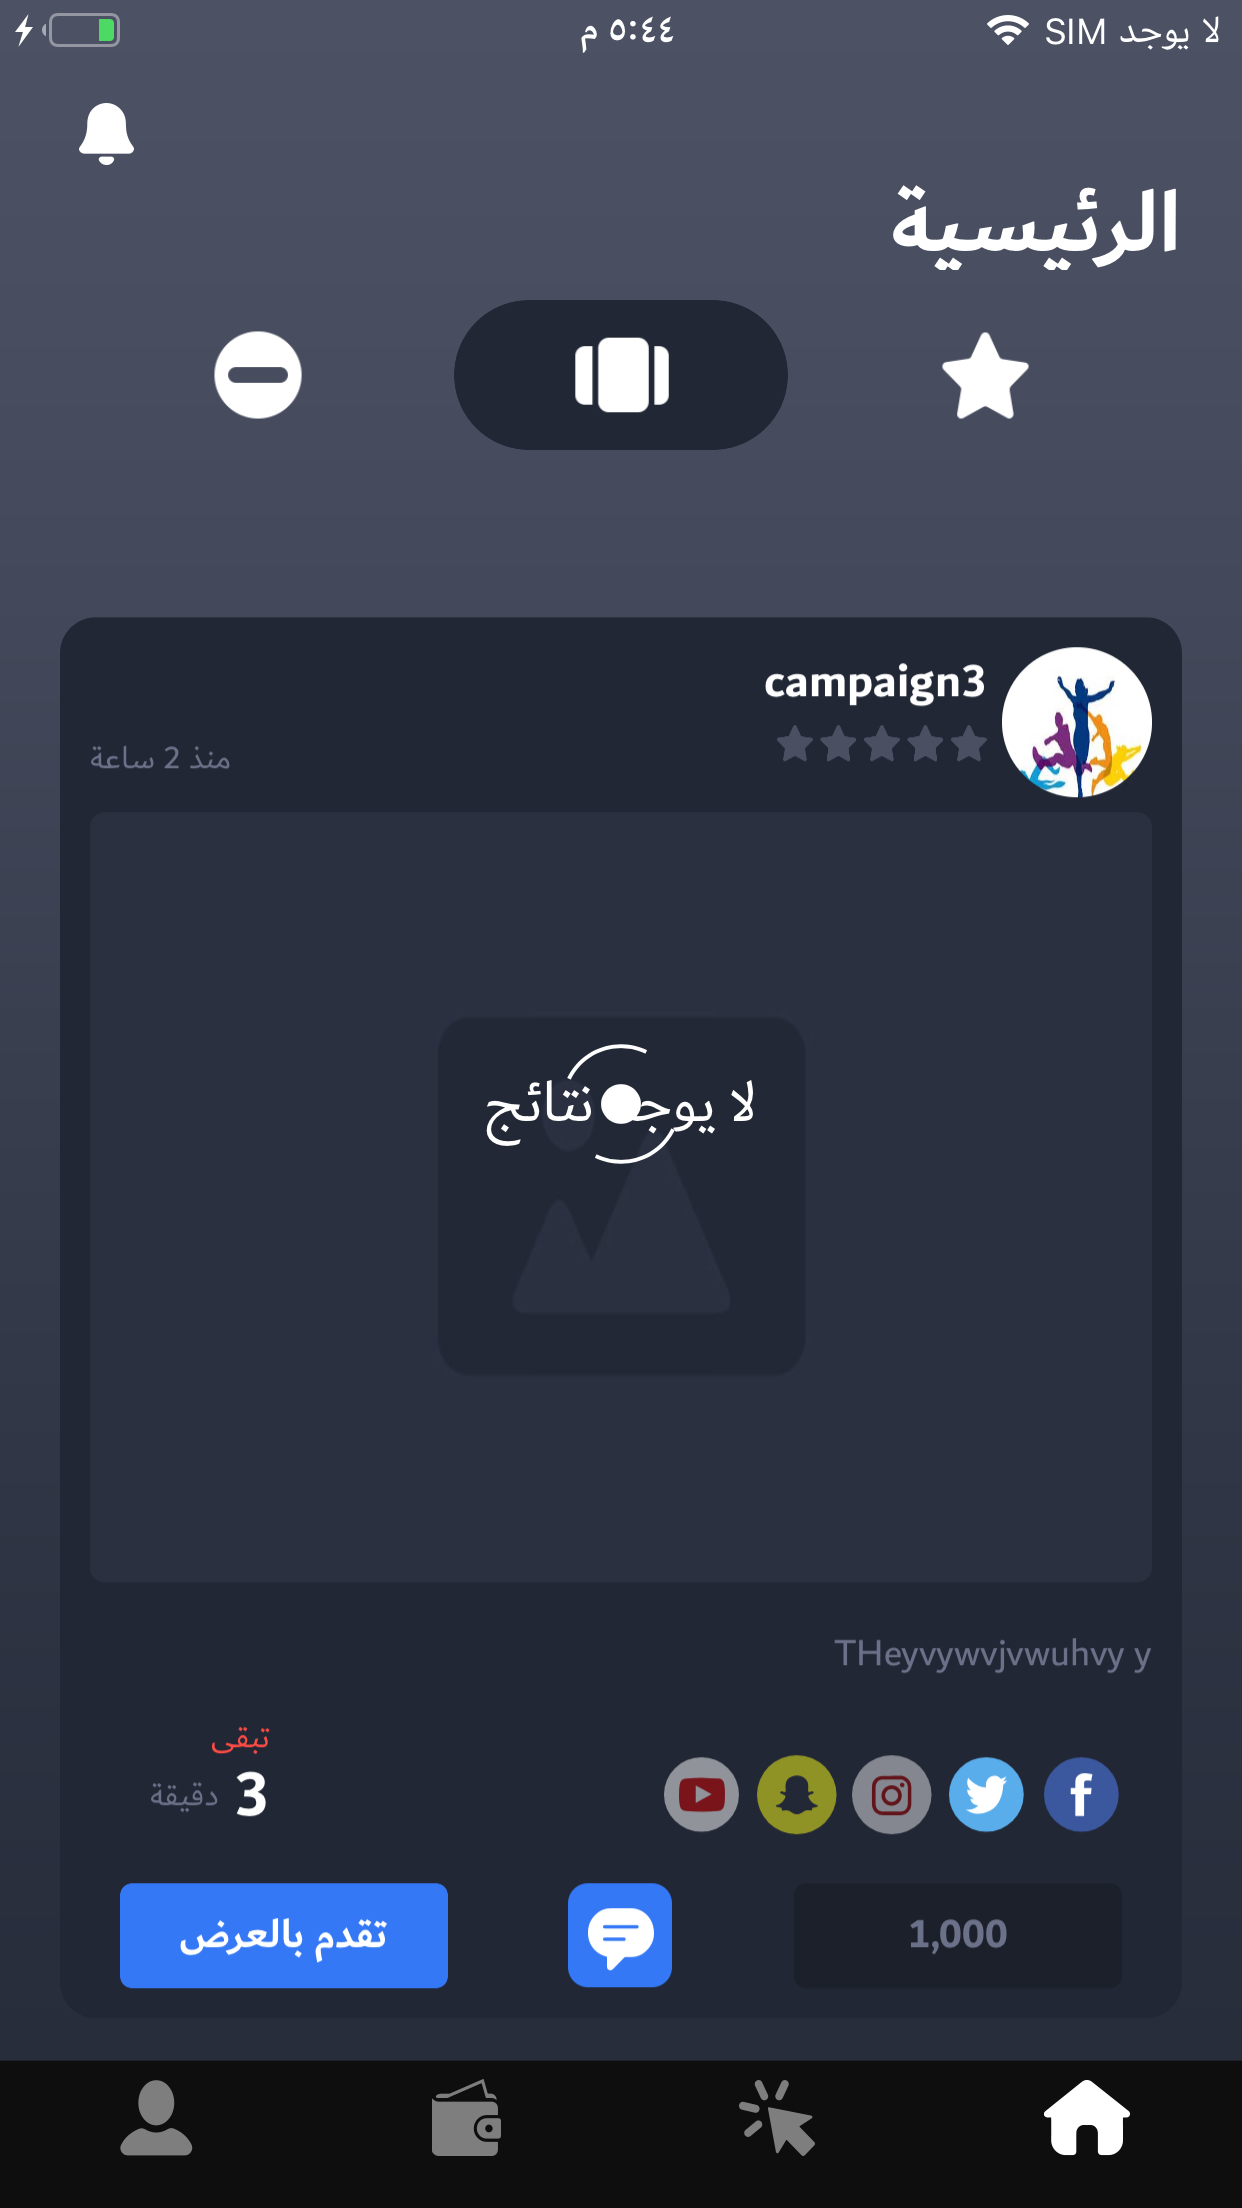 لا يوجد SIM
٥:٤٤ م
الرئيسية
campaign3
منذ 2 ساعة
لا يوجد نتائج
THeyvywvjvwuhvy y
تبقى
3 دقيقة
1,000
تقدم بالعرض